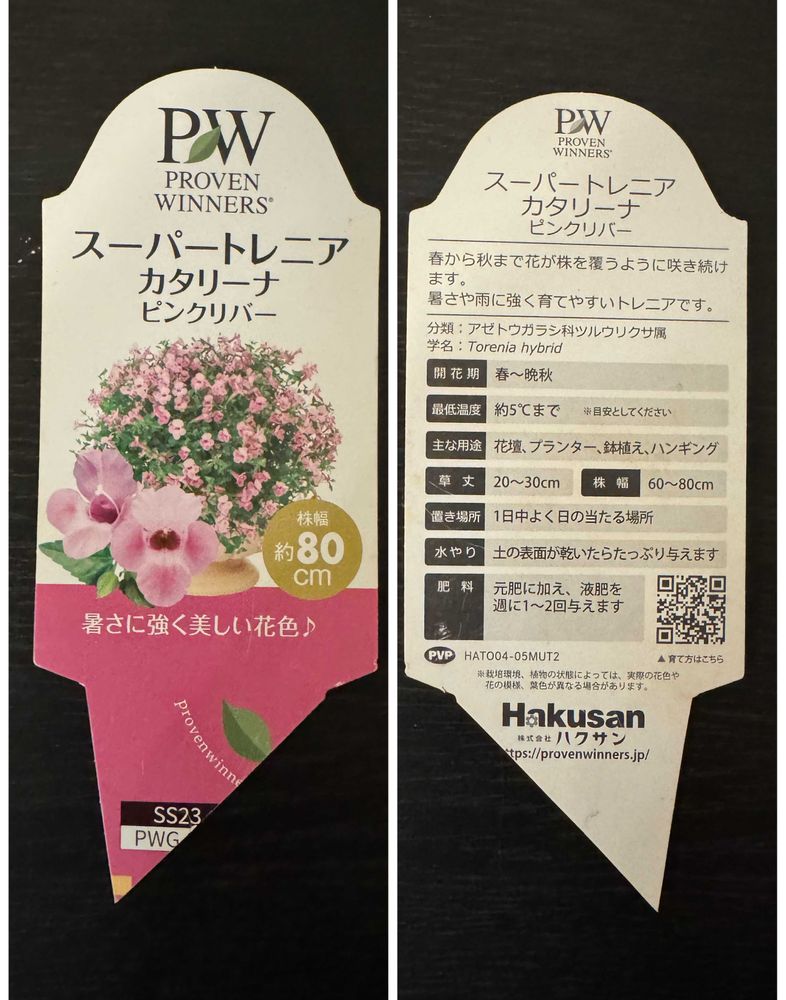 PW
PROVEN
WINNERS®
スーパートレニア
カタリーナ
ピンクリバー
株幅
約80
cm
暑さに強く美しい花色♪
provenwinne
SS23
PWG
PW
PROVEN
WINNERS®
スーパートレニア
カタリーナ
ピンクリバー
春から秋まで花が株を覆うように咲き続け
ます。
暑さや雨に強く育てやすいトレニアです。
分類：アゼトウガラシ科ツルウリクサ属
学名：Torenia hybrid
開花期 春〜晩秋
最低温度 約5℃まで ※目安としてください
主な用途 花壇、プランター、鉢植え、ハンギング
草丈 20〜30cm 株幅 60〜80cm
置き場所 1日中よく日の当たる場所
水やり 土の表面が乾いたらたっぷり与えます
肥料 元肥に加え、液肥を
週に1〜2回与えます
PVP HATO04-05MUT2
▲育て方はこちら
※栽培環境、植物の状態によっては、実際の花色や
花の模様、葉色が異なる場合があります。
Hakusan
株式会社 ハクサン
ttps://provenwinners.jp/